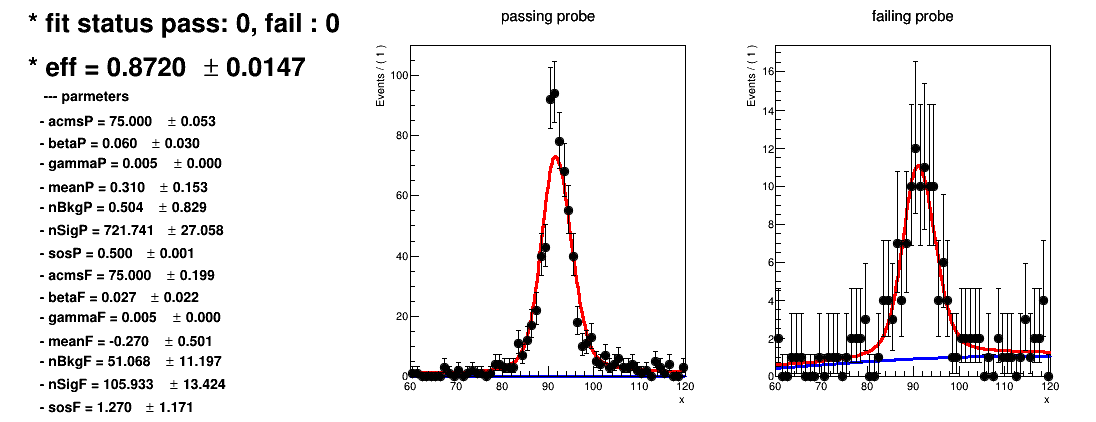 * fit status pass: 0, fail : 0
* eff = 0.8720 ± 0.0147
--- parmeters
- acmsP = 75.000 ± 0.053
- betaP = 0.060 ± 0.030
- gammaP = 0.005 ± 0.000
- meanP = 0.310 ± 0.153
- nBkgP = 0.504 ± 0.829
- nSigP = 721.741 ± 27.058
- sosP = 0.500 ± 0.001
- acmsF = 75.000 ± 0.199
- betaF = 0.027 ± 0.022
- gammaF = 0.005 ± 0.000
- meanF = -0.270 ± 0.501
- nBkgF = 51.068 ± 11.197
- nSigF = 105.933 ± 13.424
- sosF = 1.270 ± 1.171
passing probe
Events / ( 1 )
100
80
60
40
20
0
60 70 80 90 100 110 120
x
failing probe
Events / ( 1 )
16
14
12
10
8
6
4
2
0
60 70 80 90 100 110 120
x